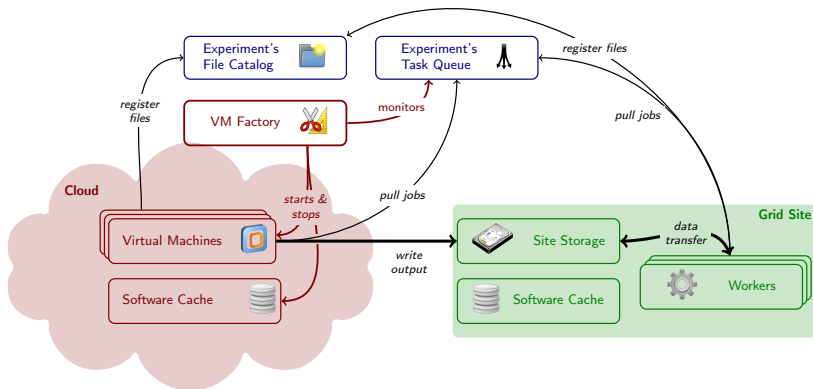 Experiment's
File Catalog
Experiment's
Task Queue
register files
register
files
VM Factory
monitors
pull jobs
Cloud
starts &
stops
pull jobs
Grid Site
Virtual Machines
Site Storage
data
transfer
write
output
Software Cache
Software Cache
Workers